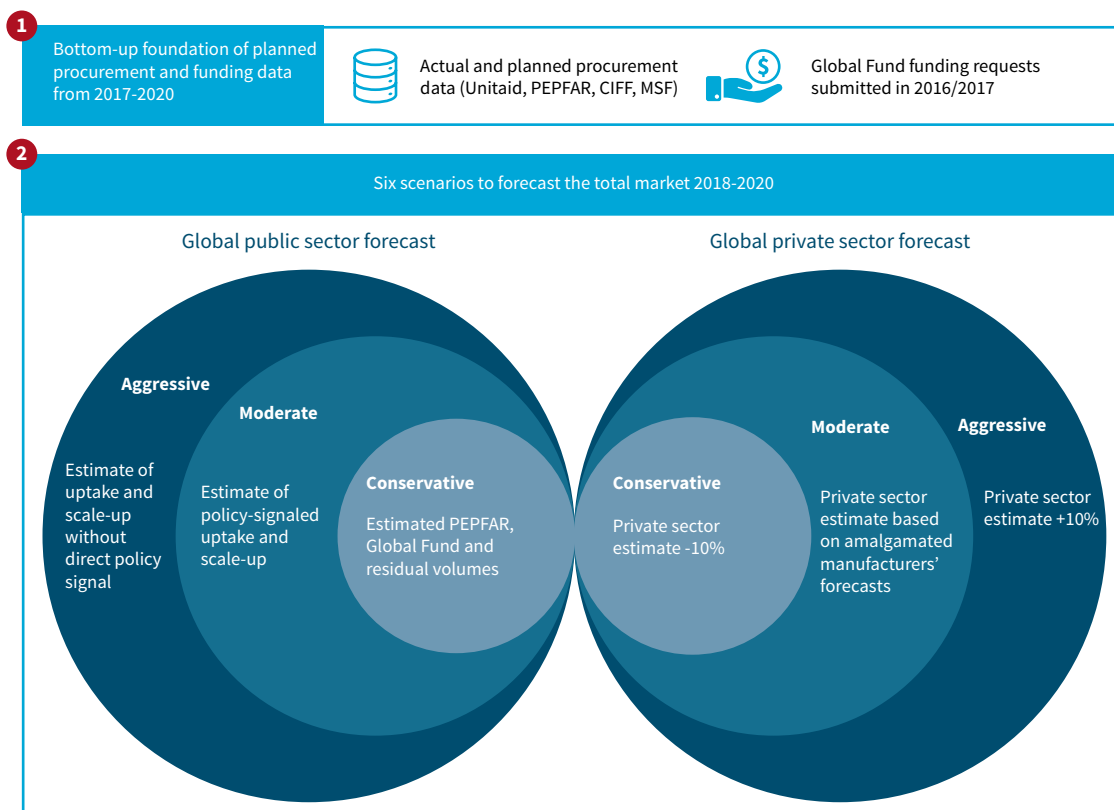 1
Bottom-up foundation of planned
procurement and funding data
from 2017-2020
Actual and planned procurement
data (Unitaid, PEPFAR, CIFF, MSF)
$
Global Fund funding requests
submitted in 2016/2017
2
Six scenarios to forecast the total market 2018-2020
Global public sector forecast
Aggressive
Estimate of
uptake and
scale-up
without
direct policy
signal
Moderate
Estimate of
policy-signaled
uptake and
scale-up
Conservative
Estimated PEPFAR,
Global Fund and
residual volumes
Global private sector forecast
Conservative
Private sector
estimate -10%
Moderate
Private sector
estimate based
on amalgamated
manufacturers’
forecasts
Aggressive
Private sector
estimate +10%